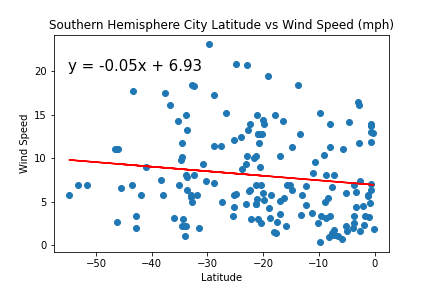 Southern Hemisphere City Latitude vs Wind Speed (mph)
y = -0.05x + 6.93
Wind Speed
20
15
10
5
0
−50
−40
−30
−20
−10
0
Latitude